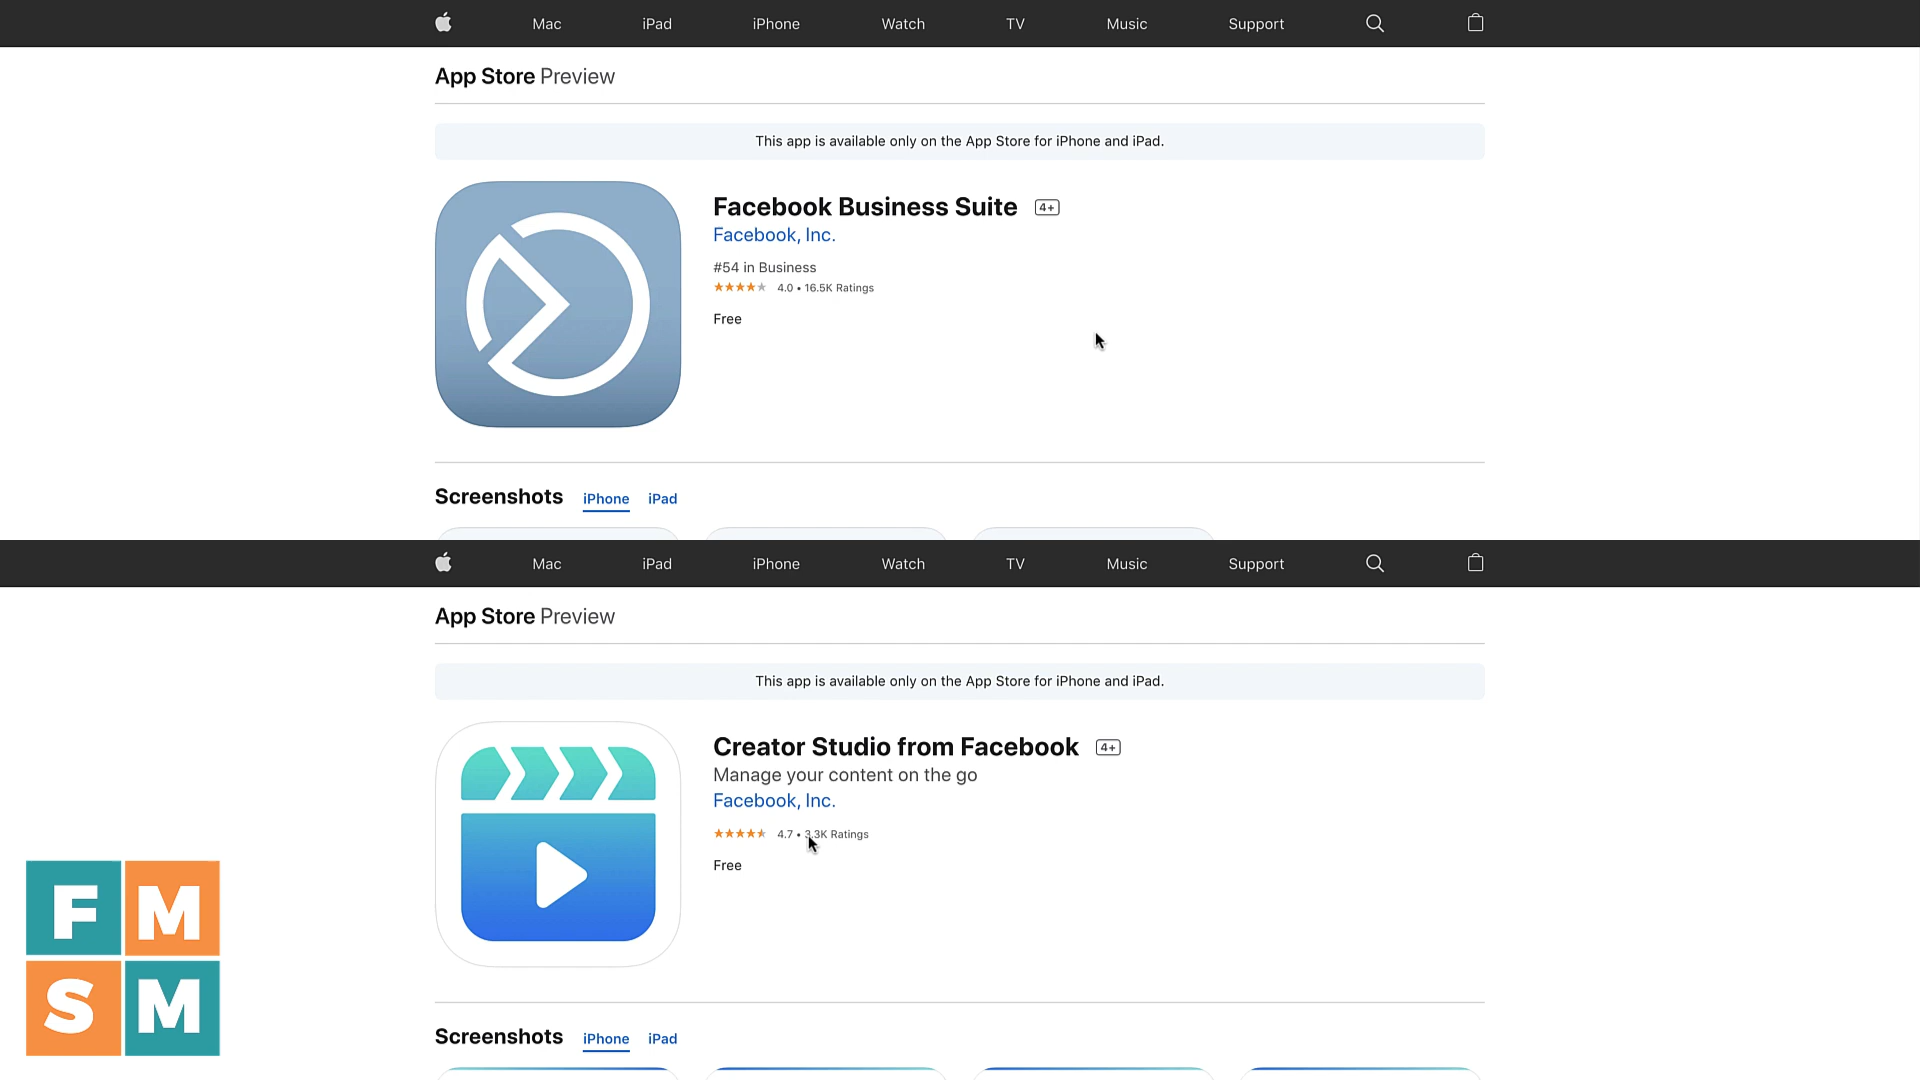 Mac iPad iPhone Watch TV Music Support
App Store Preview
This app is available only on the App Store for iPhone and iPad.
Facebook Business Suite 4+
Facebook, Inc.
#54 in Business
4.0 • 16.5K Ratings
Free
Screenshots iPhone iPad
Mac iPad iPhone Watch TV Music Support
App Store Preview
This app is available only on the App Store for iPhone and iPad.
Creator Studio from Facebook 4+
Manage your content on the go
Facebook, Inc.
4.7 • 3.3K Ratings
Free
Screenshots iPhone iPad
F M
S M